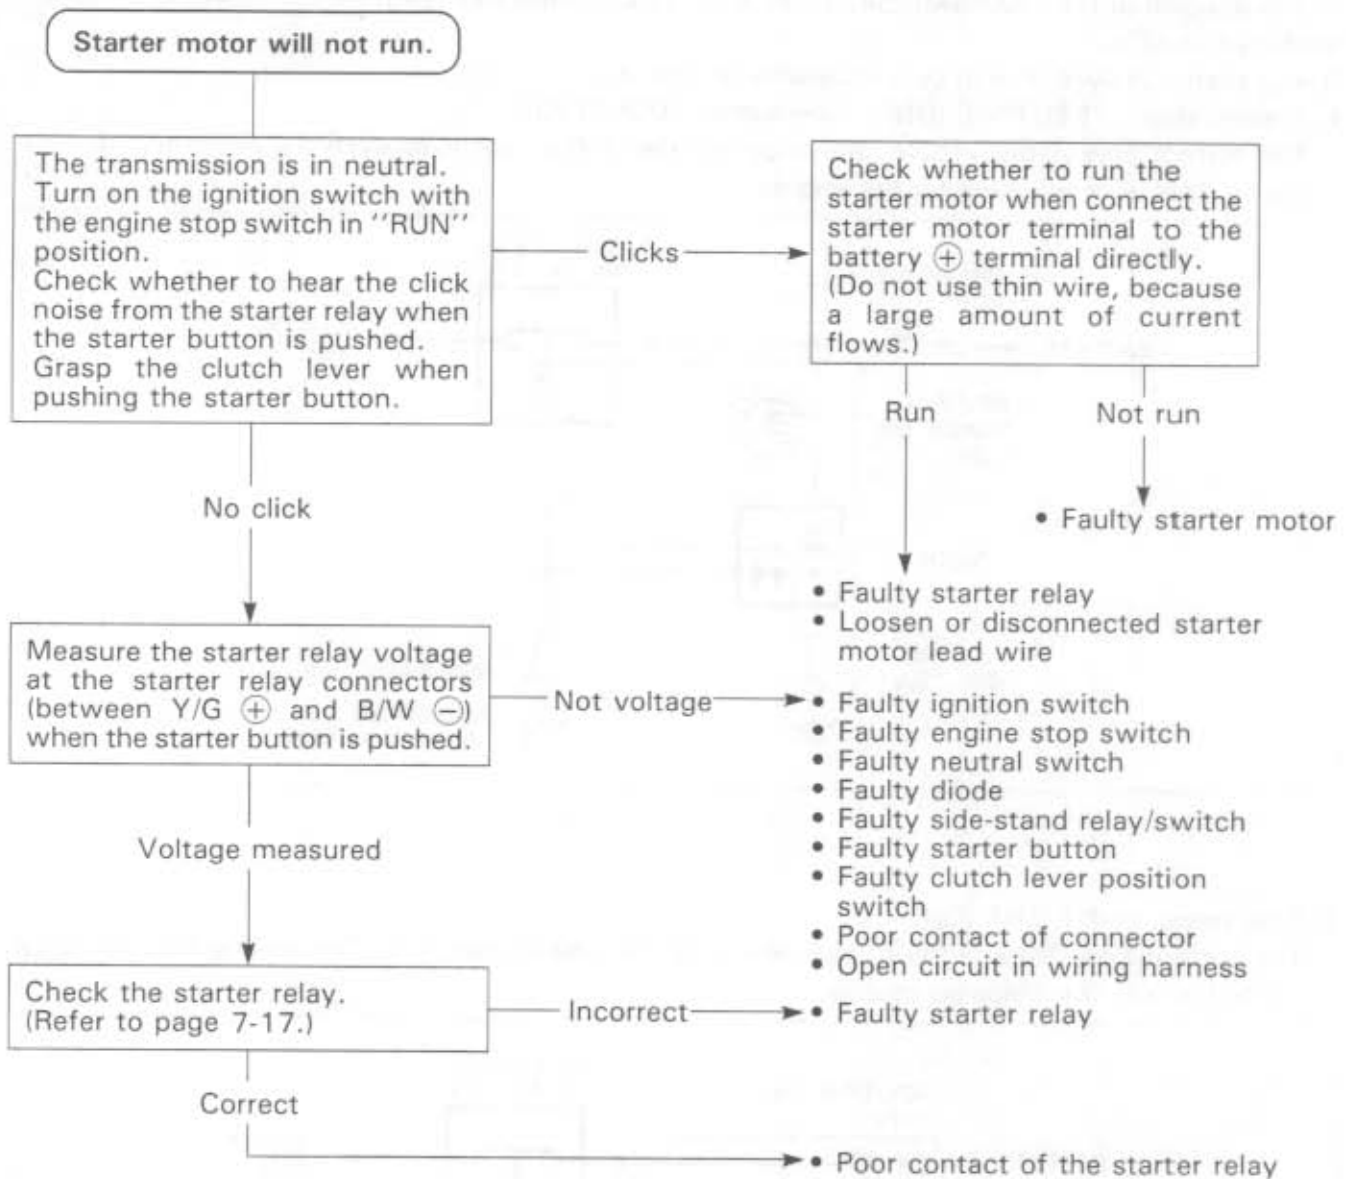 Starter motor will not run.
The transmission is in neutral.
Turn on the ignition switch with
the engine stop switch in "RUN"
position.
Check whether to hear the click
noise from the starter relay when
the starter button is pushed.
Grasp the clutch lever when
pushing the starter button.
Clicks
Check whether to run the
starter motor when connect the
starter motor terminal to the
battery ⊕ terminal directly.
(Do not use thin wire, because
a large amount of current
flows.)
Run
Not run
• Faulty starter motor
• Faulty starter relay
• Loosen or disconnected starter
motor lead wire
No click
Measure the starter relay voltage
at the starter relay connectors
(between Y/G ⊕ and B/W ⊖)
when the starter button is pushed.
Not voltage
• Faulty ignition switch
• Faulty engine stop switch
• Faulty neutral switch
• Faulty diode
• Faulty side-stand relay/switch
• Faulty starter button
• Faulty clutch lever position
switch
• Poor contact of connector
• Open circuit in wiring harness
Voltage measured
Check the starter relay.
(Refer to page 7-17.)
Incorrect
• Faulty starter relay
Correct
• Poor contact of the starter relay